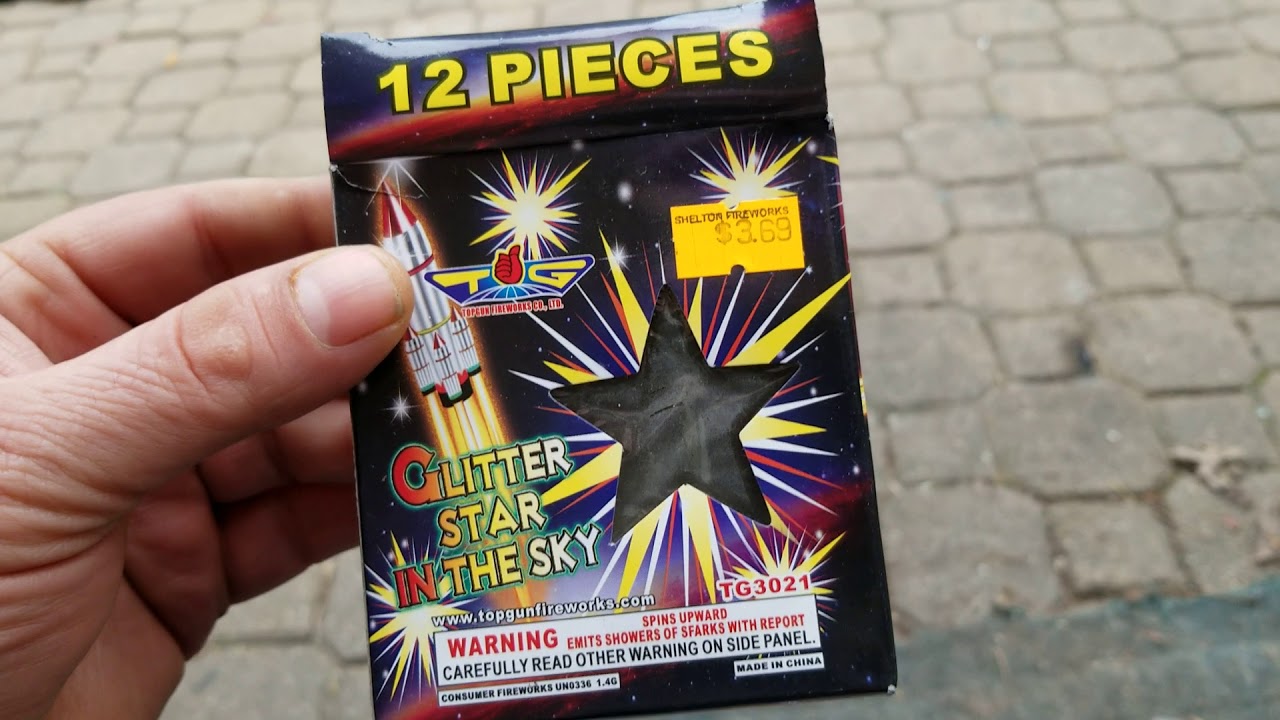 12 PIECES
SHELTON FIREWORKS
$3.69
TG
TOPGUN FIREWORKS CO., LTD.
GLITTER
STAR
IN THE SKY
TG3021
www.topgunfireworks.com
WARNING
SPINS UPWARD
EMITS SHOWERS OF SFARKS WITH REPORT
CAREFULLY READ OTHER WARNING ON SIDE PANEL.
MADE IN CHINA
CONSUMER FIREWORKS UN0336 1.4G